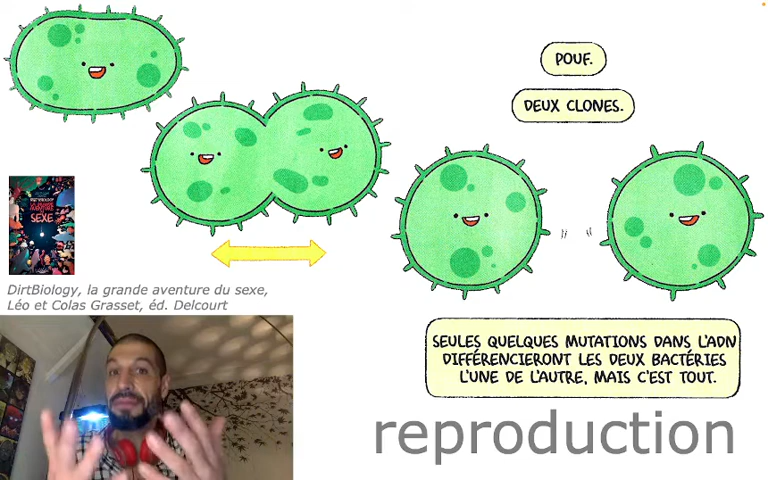 POUF.
DEUX CLONES.
SEXE
DirtBiology, la grande aventure du sexe,
Léo et Colas Grasset, éd. Delcourt
SEULES QUELQUES MUTATIONS DANS L'ADN
DIFFÉRENCIERONT LES DEUX BACTÉRIES
L'UNE DE L'AUTRE, MAIS C'EST TOUT.
reproduction